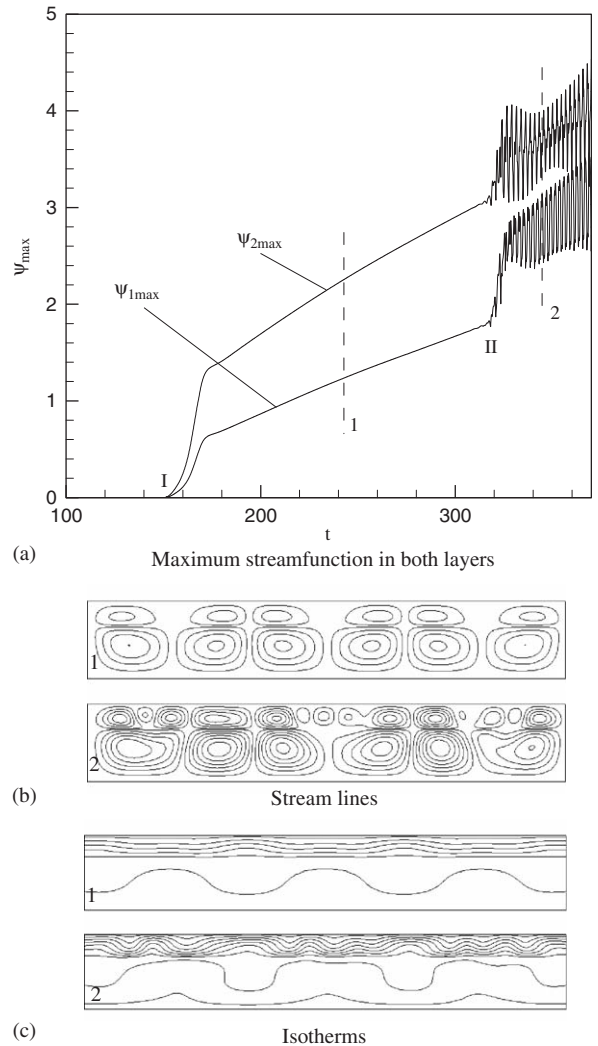 5
4
3
2
1
0
ψmax
ψ2max
ψ1max
I
II
1
2
100
200
300
t
(a)
Maximum streamfunction in both layers
1
2
(b)
Stream lines
1
2
(c)
Isotherms